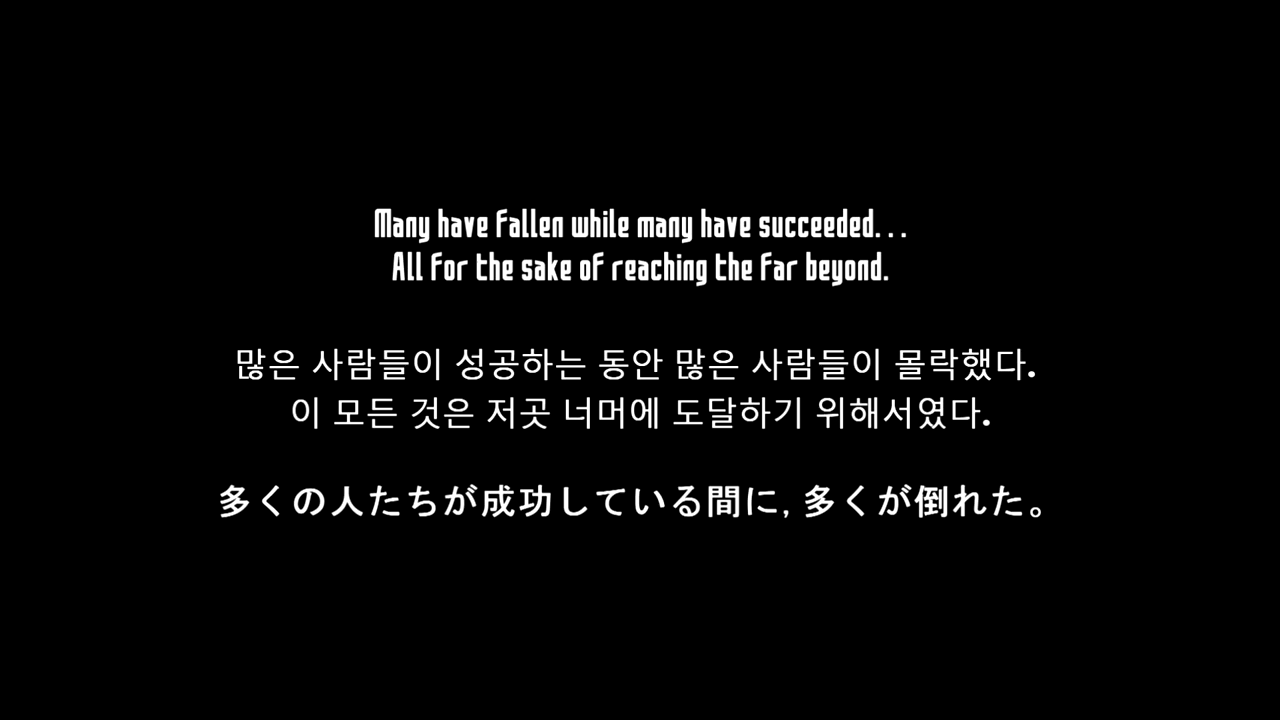 Many have fallen while many have succeeded...
All for the sake of reaching the far beyond.
많은 사람들이 성공하는 동안 많은 사람들이 몰락했다.
이 모든 것은 저곳 너머에 도달하기 위해서였다.
多くの人たちが成功している間に, 多くが倒れた。